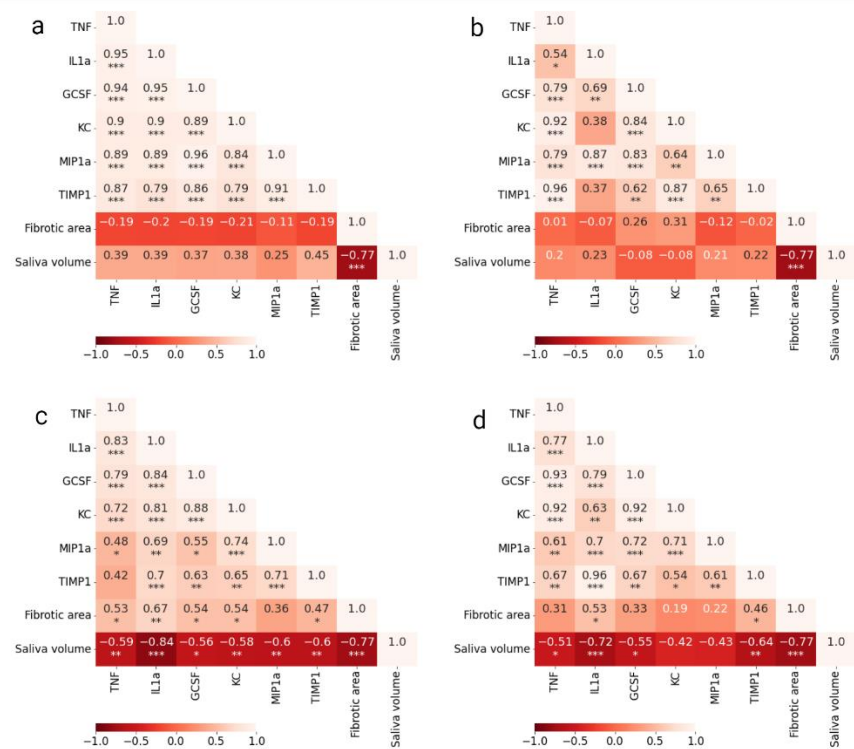 a
TNF 1.0
IL1a 0.95 1.0
***
GCSF 0.94 0.95 1.0
*** ***
KC 0.9 0.9 0.89 1.0
*** *** ***
MIP1a 0.89 0.89 0.96 0.84 1.0
*** *** *** ***
TIMP1 0.87 0.79 0.86 0.79 0.91 1.0
*** *** *** *** ***
Fibrotic area −0.19 −0.2 −0.19 −0.21 −0.11 −0.19 1.0
Saliva volume 0.39 0.39 0.37 0.38 0.25 0.45 −0.77 1.0
***
TNF IL1a GCSF KC MIP1a TIMP1 Fibrotic area Saliva volume
−1.0 −0.5 0.0 0.5 1.0
b
TNF 1.0
IL1a 0.54 1.0
*
GCSF 0.79 0.69 1.0
*** **
KC 0.92 0.38 0.84 1.0
*** ***
MIP1a 0.79 0.87 0.83 0.64 1.0
*** *** *** **
TIMP1 0.96 0.37 0.62 0.87 0.65 1.0
*** ** *** **
Fibrotic area 0.01 −0.07 0.26 0.31 −0.12 −0.02 1.0
Saliva volume 0.2 0.23 −0.08 −0.08 0.21 0.22 −0.77 1.0
***
TNF IL1a GCSF KC MIP1a TIMP1 Fibrotic area Saliva volume
−1.0 −0.5 0.0 0.5 1.0
c
TNF 1.0
IL1a 0.83 1.0
***
GCSF 0.79 0.84 1.0
*** ***
KC 0.72 0.81 0.88 1.0
*** *** ***
MIP1a 0.48 0.69 0.55 0.74 1.0
* ** * ***
TIMP1 0.42 0.7 0.63 0.65 0.71 1.0
*** ** ** ***
Fibrotic area 0.53 0.67 0.54 0.54 0.36 0.47 1.0
* ** * * *
Saliva volume −0.59 −0.84 −0.56 −0.58 −0.6 −0.6 −0.77 1.0
** *** * ** ** ** ***
TNF IL1a GCSF KC MIP1a TIMP1 Fibrotic area Saliva volume
−1.0 −0.5 0.0 0.5 1.0
d
TNF 1.0
IL1a 0.77 1.0
***
GCSF 0.93 0.79 1.0
*** ***
KC 0.92 0.63 0.92 1.0
*** ** ***
MIP1a 0.61 0.7 0.72 0.71 1.0
** *** *** ***
TIMP1 0.67 0.96 0.67 0.54 0.61 1.0
** *** ** * **
Fibrotic area 0.31 0.53 0.33 0.19 0.22 0.46 1.0
* *
Saliva volume −0.51 −0.72 −0.55 −0.42 −0.43 −0.64 −0.77 1.0
* *** * ** ***
TNF IL1a GCSF KC MIP1a TIMP1 Fibrotic area Saliva volume
−1.0 −0.5 0.0 0.5 1.0